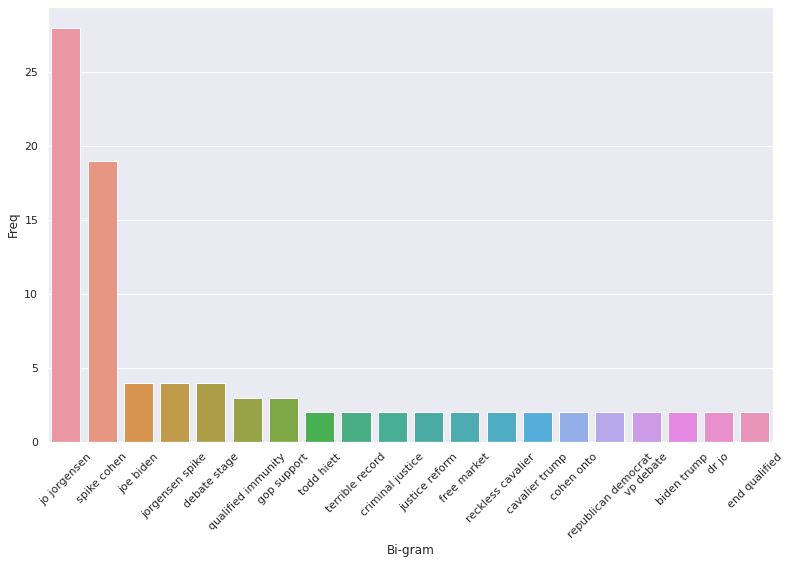 Freq
25
20
15
10
5
0
jo jorgensen
spike cohen
joe biden
jorgensen spike
debate stage
qualified immunity
gop support
todd hiett
terrible record
criminal justice
justice reform
free market
reckless cavalier
cavalier trump
cohen onto
republican democrat
vp debate
biden trump
dr jo
end qualified
Bi-gram